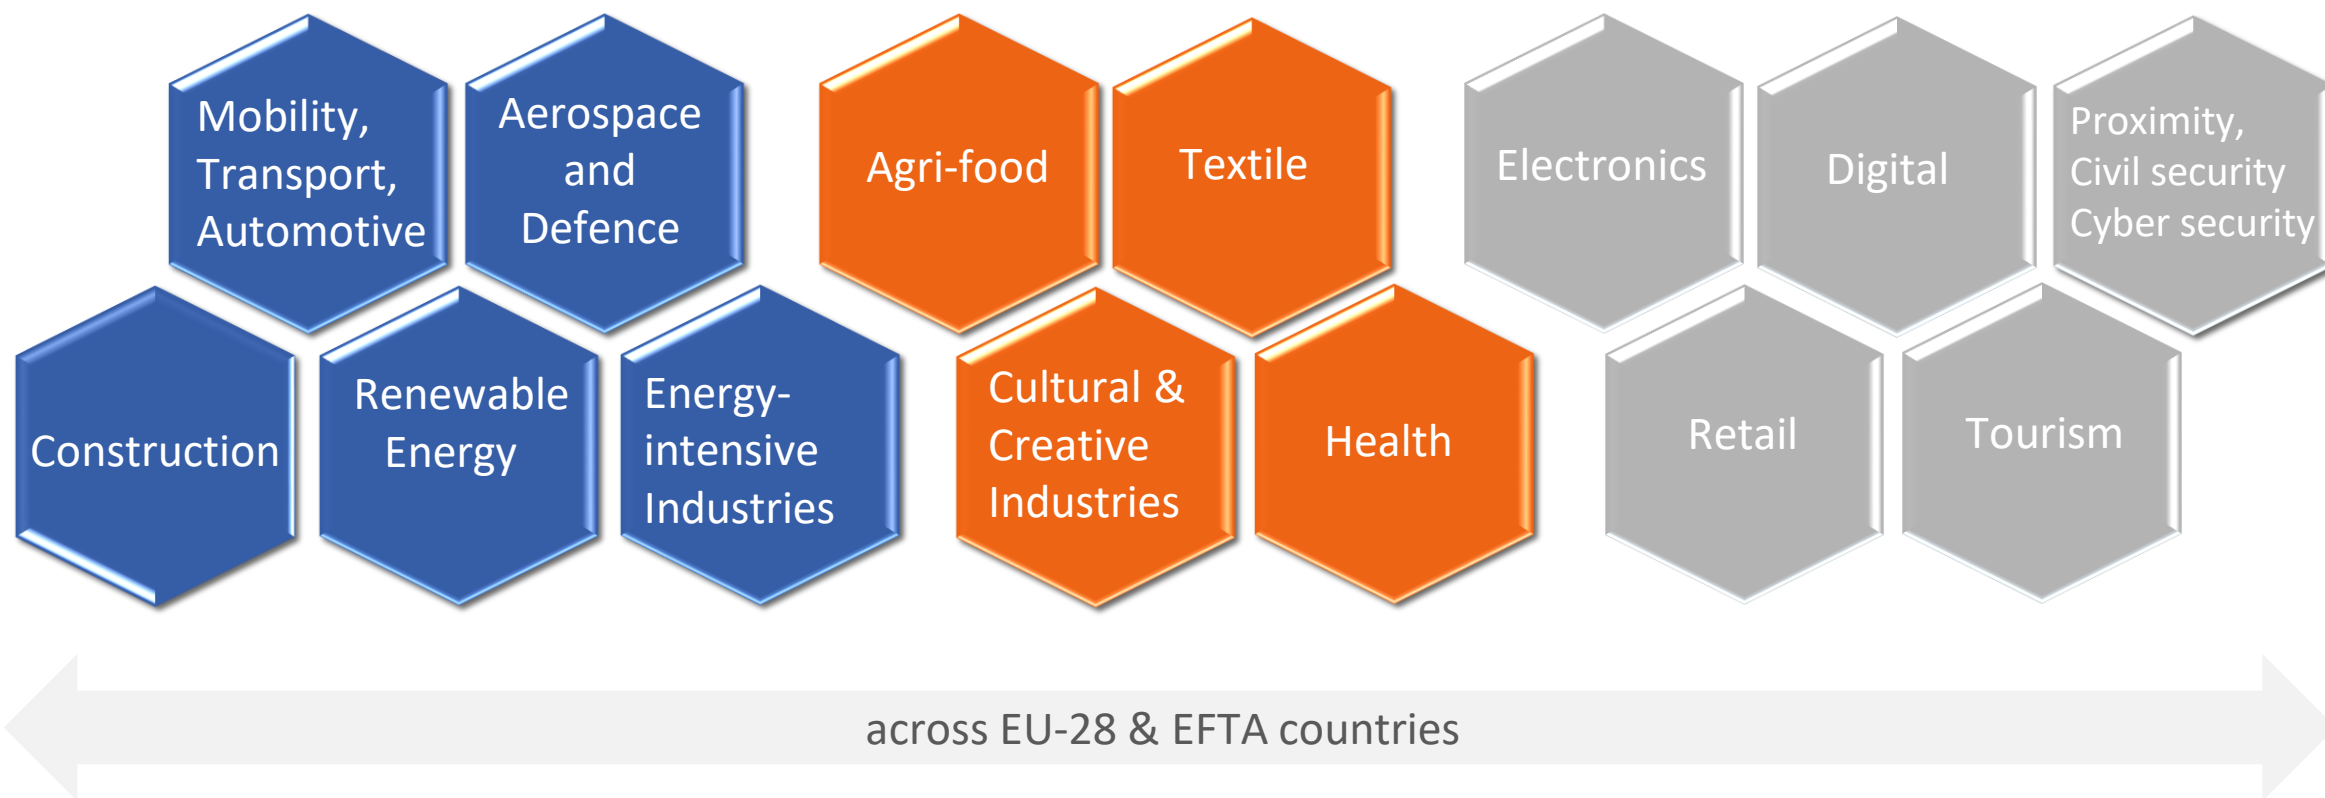 Mobility,
Transport,
Automotive
Aerospace
and
Defence
Agri-food
Textile
Electronics
Digital
Proximity,
Civil security
Cyber security
Construction
Renewable
Energy
Energy-
intensive
Industries
Cultural &
Creative
Industries
Health
Retail
Tourism
across EU-28 & EFTA countries